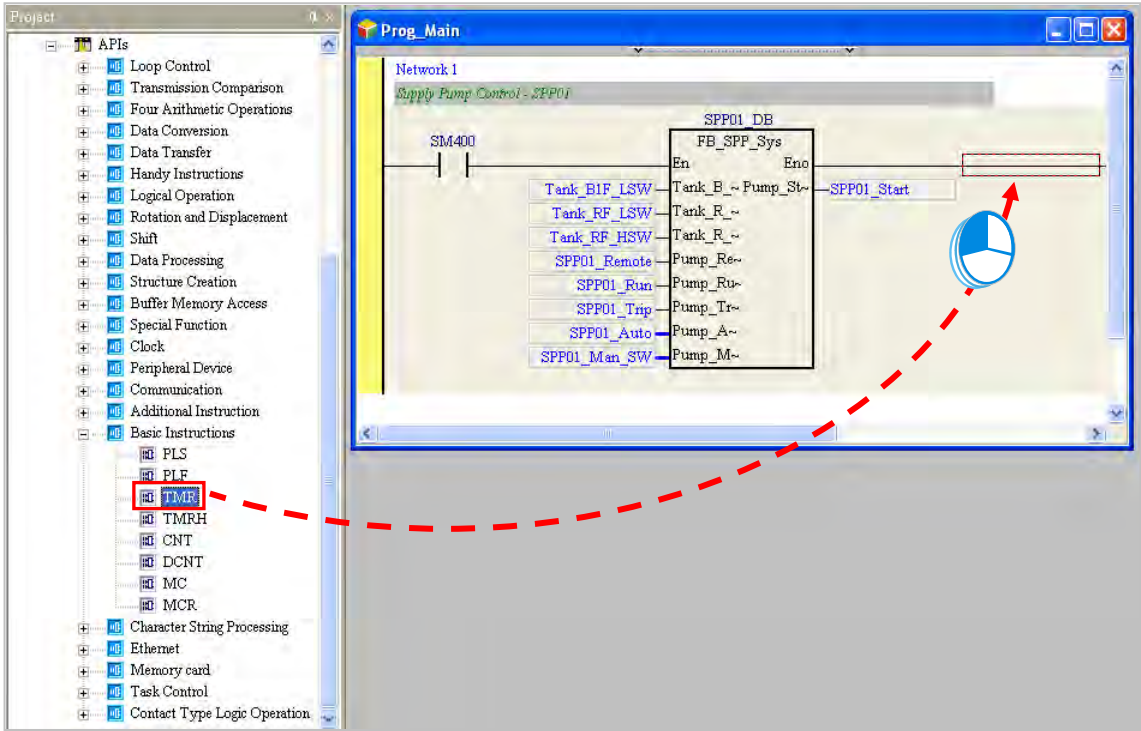 Project
APIs
Loop Control
Transmission Comparison
Four Arithmetic Operations
Data Conversion
Data Transfer
Handy Instructions
Logical Operation
Rotation and Displacement
Shift
Data Processing
Structure Creation
Buffer Memory Access
Special Function
Clock
Peripheral Device
Communication
Additional Instruction
Basic Instructions
PLS
PLF
TMR
TMRH
CNT
DCNT
MC
MCR
Character String Processing
Ethernet
Memory card
Task Control
Contact Type Logic Operation
Prog_Main
Network 1
Supply Pump Control - SPP01
SPP01_DB
SM400
FB_SPP_Sys
En Eno
Tank_B1F_LSW Tank_B_~ Pump_St~ SPP01_Start
Tank_RF_LSW Tank_R_~
Tank_RF_HSW Tank_R_~
SPP01_Remote Pump_Re~
SPP01_Run Pump_Ru~
SPP01_Trip Pump_Tr~
SPP01_Auto Pump_A~
SPP01_Man_SW Pump_M~